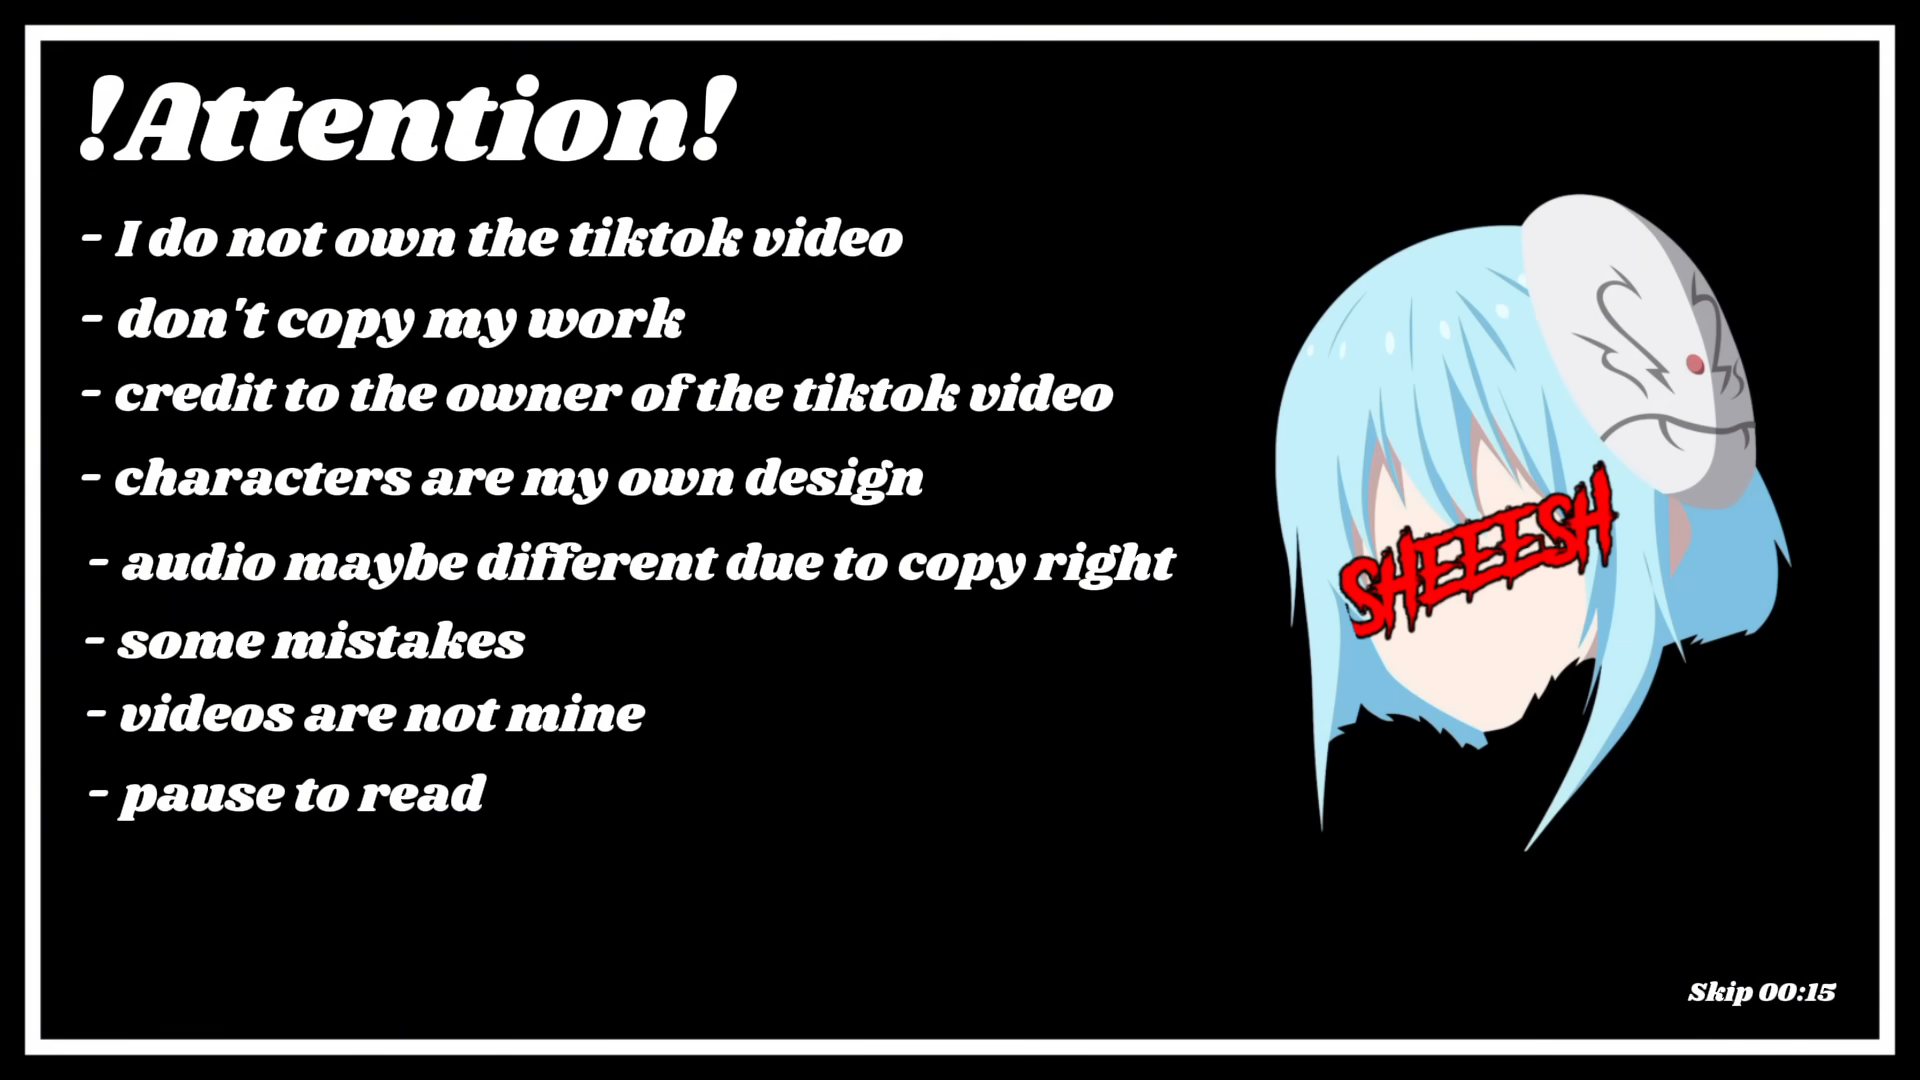 !Attention!
- I do not own the tiktok video
- don't copy my work
- credit to the owner of the tiktok video
- characters are my own design
- audio maybe different due to copy right
- some mistakes
- videos are not mine
- pause to read
SHEEESH
Skip 00:15